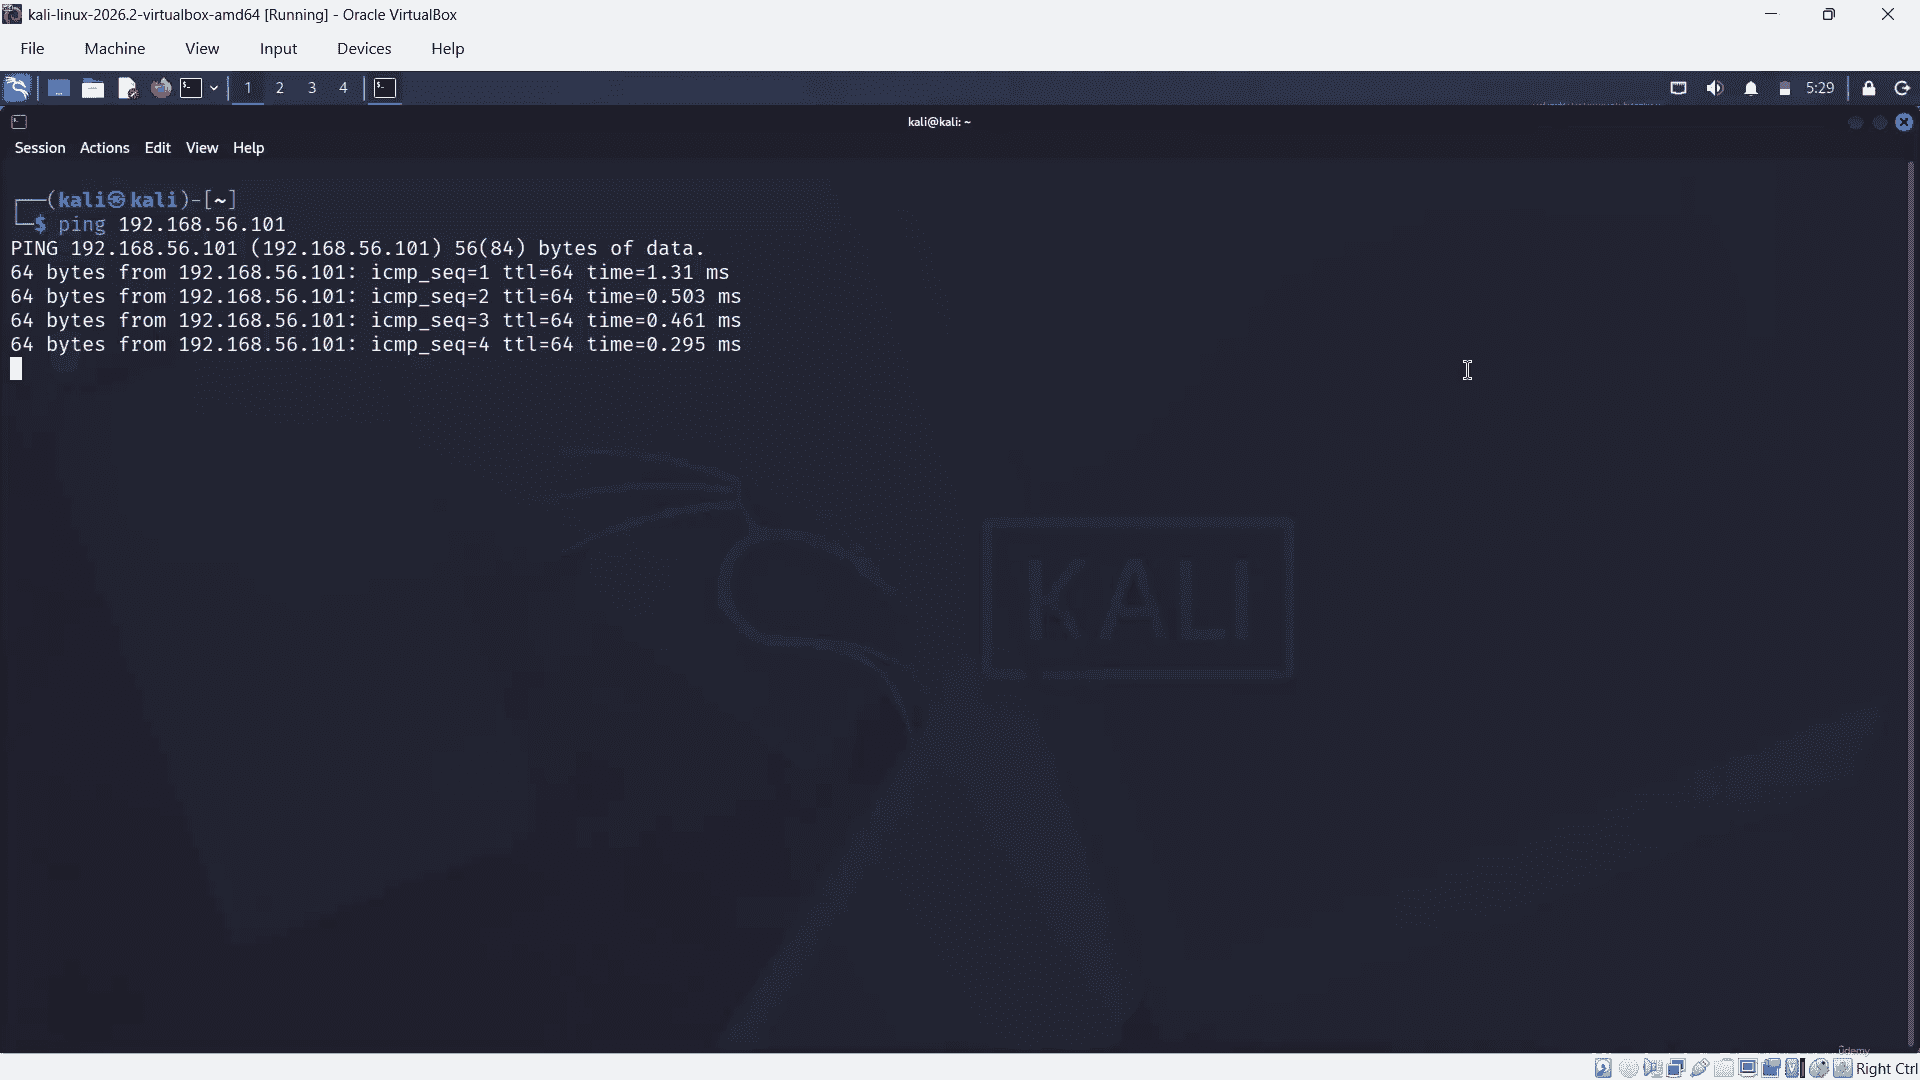 kali-linux-2026.2-virtualbox-amd64 [Running] - Oracle VirtualBox
File Machine View Input Devices Help
1 2 3 4 5:29
kali@kali: ~
Session Actions Edit View Help
┌──(kali㉿kali)-[~]
└─$ ping 192.168.56.101
PING 192.168.56.101 (192.168.56.101) 56(84) bytes of data.
64 bytes from 192.168.56.101: icmp_seq=1 ttl=64 time=1.31 ms
64 bytes from 192.168.56.101: icmp_seq=2 ttl=64 time=0.503 ms
64 bytes from 192.168.56.101: icmp_seq=3 ttl=64 time=0.461 ms
64 bytes from 192.168.56.101: icmp_seq=4 ttl=64 time=0.295 ms
KALI
ûdemy
Right Ctrl